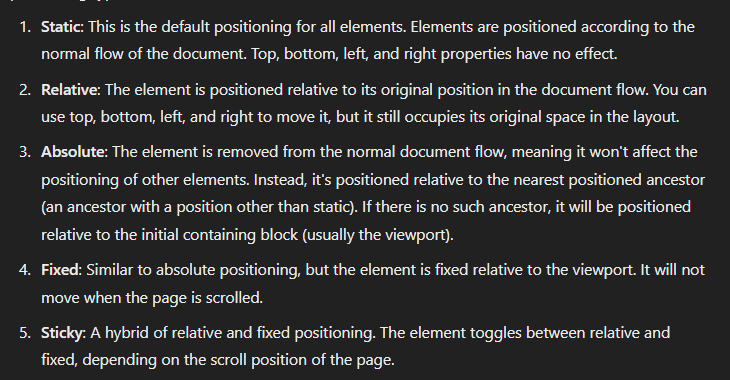 1. Static: This is the default positioning for all elements. Elements are positioned according to the
normal flow of the document. Top, bottom, left, and right properties have no effect.
2. Relative: The element is positioned relative to its original position in the document flow. You can
use top, bottom, left, and right to move it, but it still occupies its original space in the layout.
3. Absolute: The element is removed from the normal document flow, meaning it won't affect the
positioning of other elements. Instead, it's positioned relative to the nearest positioned ancestor
(an ancestor with a position other than static). If there is no such ancestor, it will be positioned
relative to the initial containing block (usually the viewport).
4. Fixed: Similar to absolute positioning, but the element is fixed relative to the viewport. It will not
move when the page is scrolled.
5. Sticky: A hybrid of relative and fixed positioning. The element toggles between relative and
fixed, depending on the scroll position of the page.